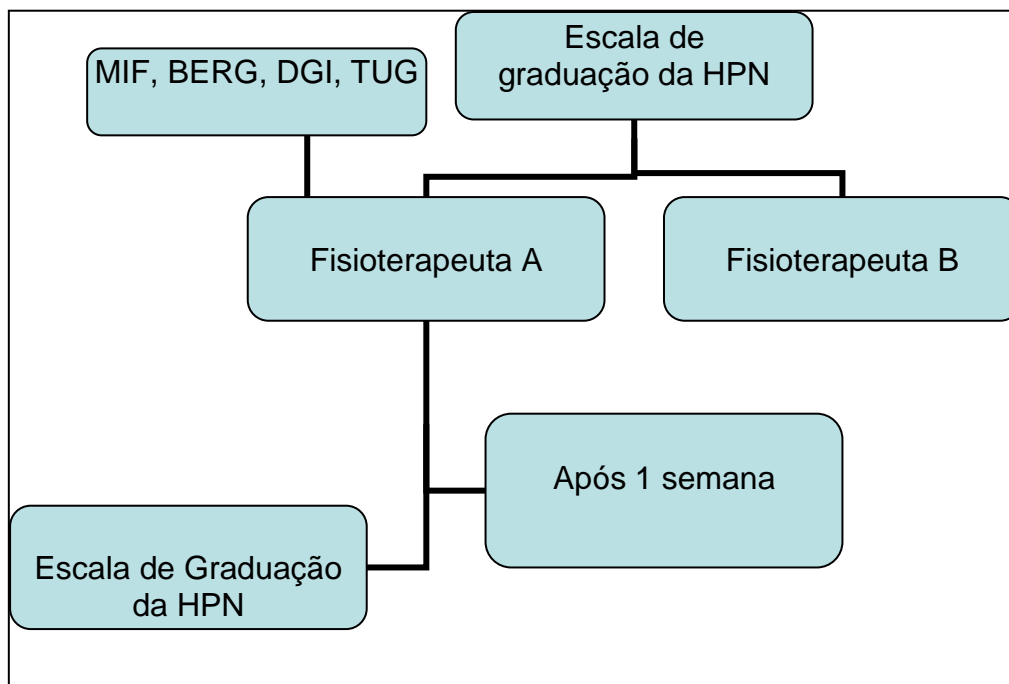 MIF, BERG, DGI, TUG
Escala de
graduação da HPN
Fisioterapeuta A
Fisioterapeuta B
Após 1 semana
Escala de Graduação
da HPN